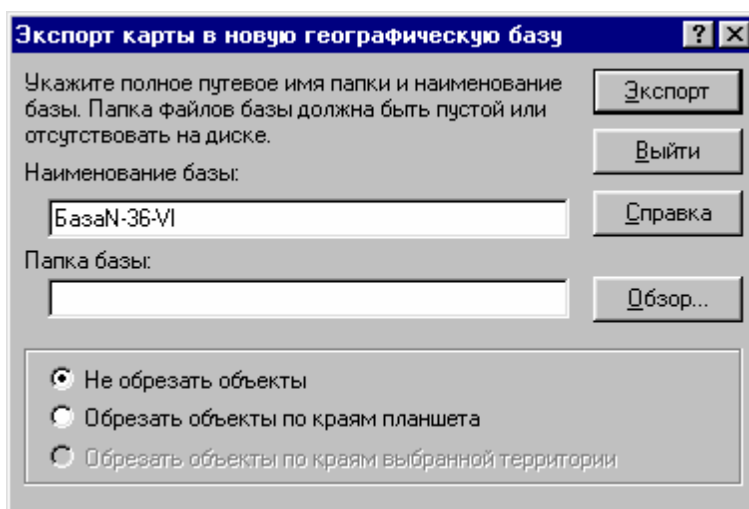 Экспорт карты в новую географическую базу
Укажите полное путевое имя папки и наименование
базы. Папка файлов базы должна быть пустой или
отсутствовать на диске.
Экспорт
Выйти
Наименование базы:
БазаN-36-VI
Справка
Папка базы:
Обзор...
Не обрезать объекты
Обрезать объекты по краям планшета
Обрезать объекты по краям выбранной территории